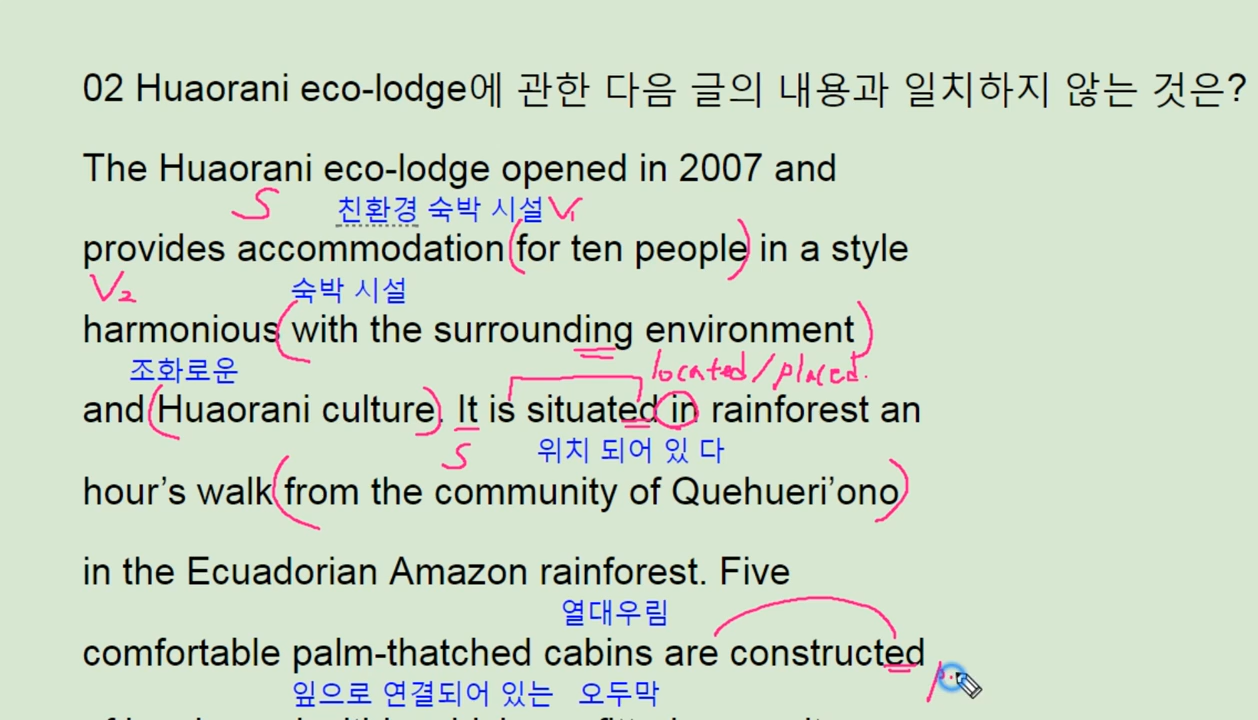 02 Huaorani eco-lodge에 관한 다음 글의 내용과 일치하지 않는 것은?
The Huaorani eco-lodge opened in 2007 and
S 친환경 숙박 시설 V₁
provides accommodation (for ten people) in a style
V₂ 숙박 시설
harmonious (with the surrounding environment)
조화로운 located/placed.
and (Huaorani culture). It is situated in rainforest an
S 위치 되어 있 다
hour's walk (from the community of Quehueri'ono)
in the Ecuadorian Amazon rainforest. Five
열대우림
comfortable palm-thatched cabins are constructed
잎으로 연결되어 있는 오두막